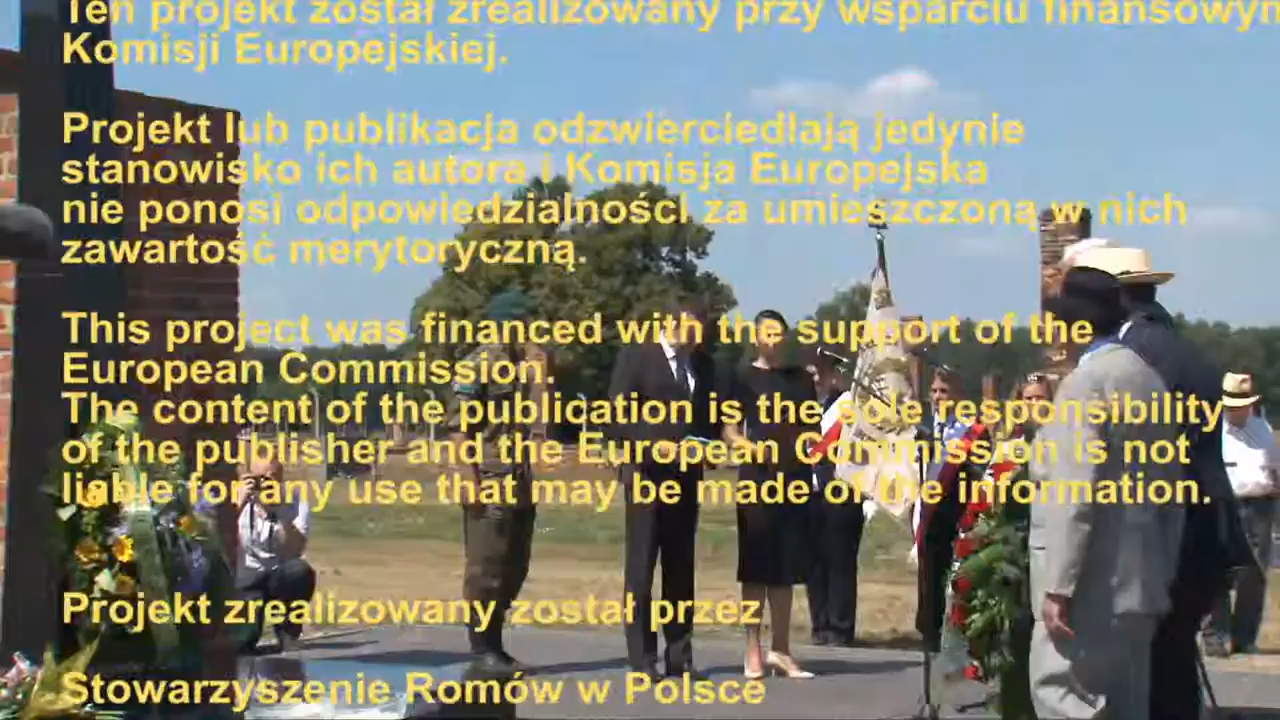 Ten projekt został zrealizowany przy wsparciu finansowym
Komisji Europejskiej.
Projekt lub publikacja odzwierciedlają jedynie
stanowisko ich autora i Komisja Europejska
nie ponosi odpowiedzialności za umieszczoną w nich
zawartość merytoryczną.
This project was financed with the support of the
European Commission.
The content of the publication is the sole responsibility
of the publisher and the European Commission is not
liable for any use that may be made of the information.
Projekt zrealizowany został przez
Stowarzyszenie Romów w Polsce